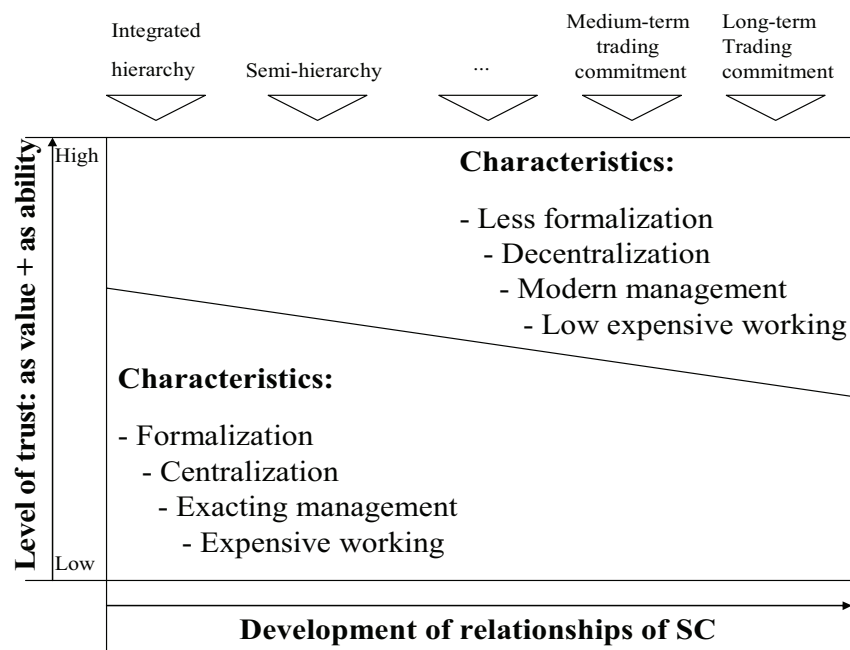 Integrated
hierarchy
Semi-hierarchy
...
Medium-term
trading
commitment
Long-term
Trading
commitment
Level of trust: as value + as ability
High
Characteristics:
- Less formalization
- Decentralization
- Modern management
- Low expensive working
Characteristics:
- Formalization
- Centralization
- Exacting management
- Expensive working
Low
Development of relationships of SC